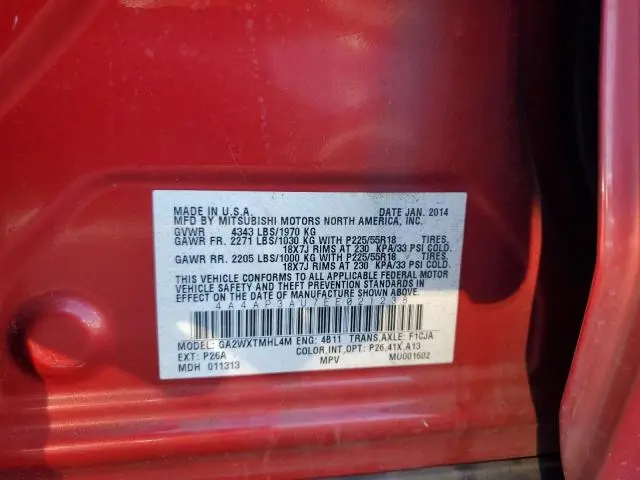 MADE IN U.S.A. DATE JAN. 2014
MFD BY MITSUBISHI MOTORS NORTH AMERICA, INC.
GVWR 4343 LBS/1970 KG
GAWR FR. 2271 LBS/1030 KG WITH P225/55R18 TIRES,
18X7J RIMS AT 230 KPA/33 PSI COLD.
GAWR RR. 2205 LBS/1000 KG WITH P225/55R18 TIRES,
18X7J RIMS AT 230 KPA/33 PSI COLD.
THIS VEHICLE CONFORMS TO ALL APPLICABLE FEDERAL MOTOR
VEHICLE SAFETY AND THEFT PREVENTION STANDARDS IN
EFFECT ON THE DATE OF MANUFACTURE SHOWN ABOVE.
MODEL: GA2WXTMHL4M ENG: 4B11 TRANS,AXLE: F1CJA
EXT: P26A COLOR,INT,OPT: P26,41X,A13
MDH 011313 MPV MU001602